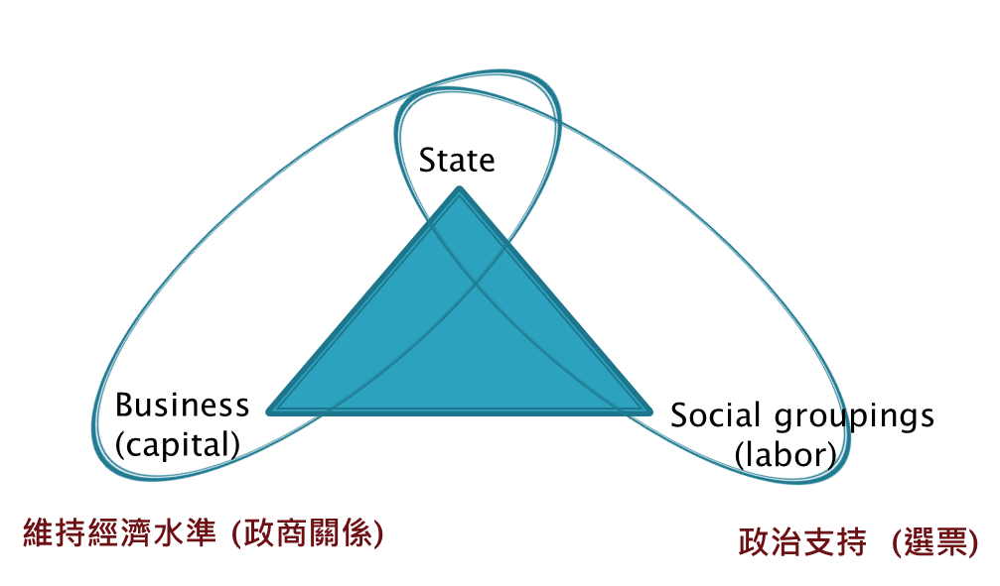 State
Business
(capital)
Social groupings
(labor)
維持經濟水準 (政商關係)
政治支持 (選票)